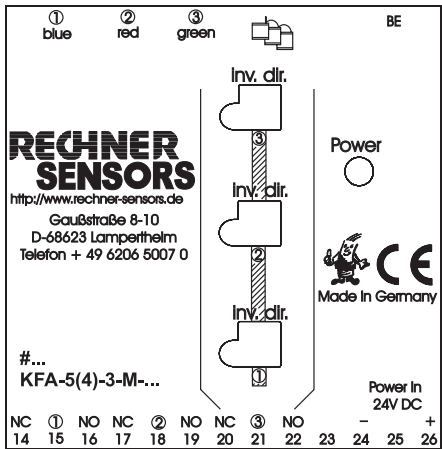 ① ② ③ BE
blue red green
inv. dir.
③
RECHNER
SENSORS
http://www.rechner-sensors.de
Gaußstraße 8-10
D-68623 Lampertheim
Telefon + 49 6206 5007 0
Power
inv. dir.
②
CE
Made in Germany
inv. dir.
①
#...
KFA-5(4)-3-M-...
Power in
24V DC
NC ① NO NC ② NO NC ③ NO – +
14 15 16 17 18 19 20 21 22 23 24 25 26